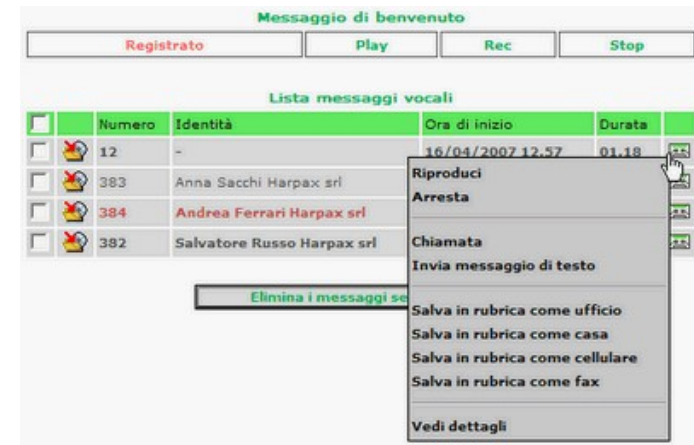 Messaggio di benvenuto
Registrato Play Rec Stop
Lista messaggi vocali
Numero Identità Ora di inizio Durata
12 - 16/04/2007 12.57 01.18
383 Anna Sacchi Harpax srl
384 Andrea Ferrari Harpax srl
382 Salvatore Russo Harpax srl
Elimina i messaggi se
Riproduci
Arresta
Chiamata
Invia messaggio di testo
Salva in rubrica come ufficio
Salva in rubrica come casa
Salva in rubrica come cellulare
Salva in rubrica come fax
Vedi dettagli